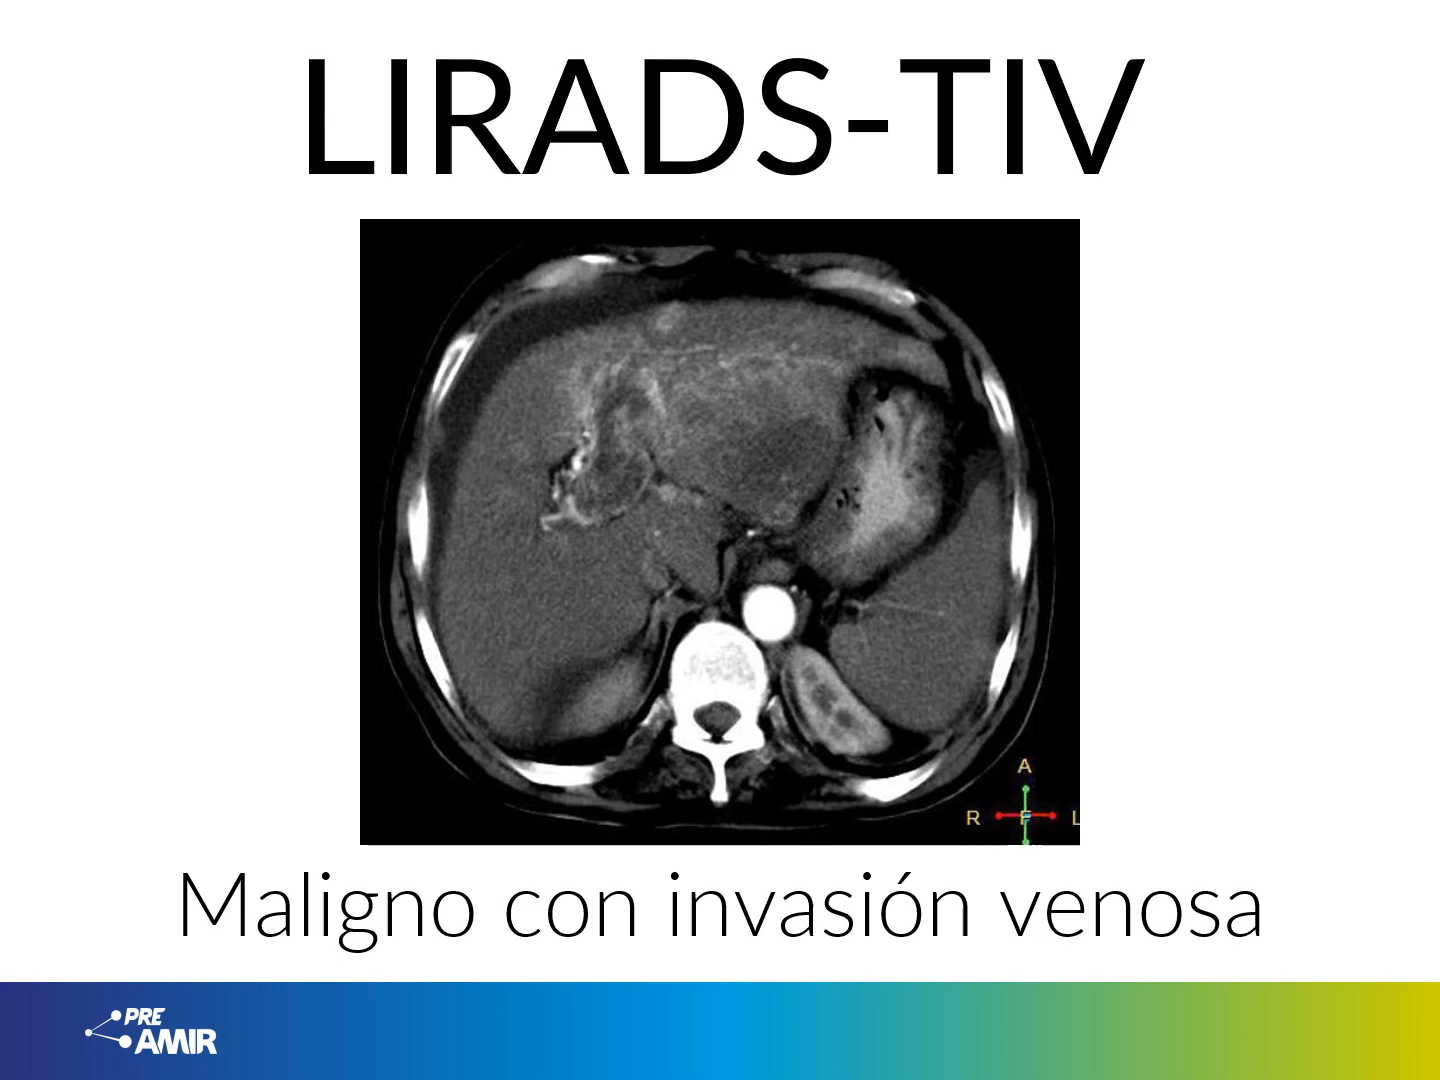 LIRADS-TIV
A
R F L
Maligno con invasión venosa
PRE
AMIR